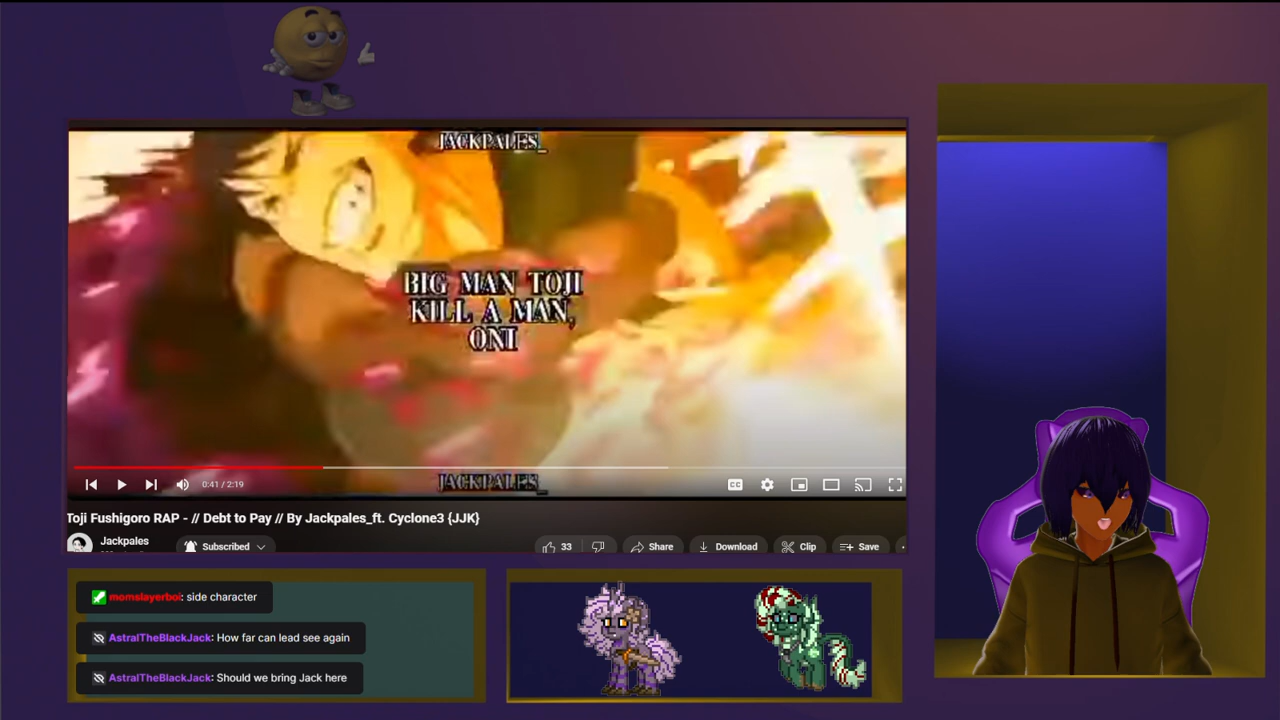 JACKPALES_
BIG MAN TOJI
KILL A MAN,
ONI
JACKPALES_
0:41 / 2:19
CC
Toji Fushigoro RAP - // Debt to Pay // By Jackpales_ft. Cyclone3 {JJK}
Jackpales
Subscribed
33
Share
Download
Clip
Save
momslayerboi: side character
AstralTheBlackJack: How far can lead see again
AstralTheBlackJack: Should we bring Jack here